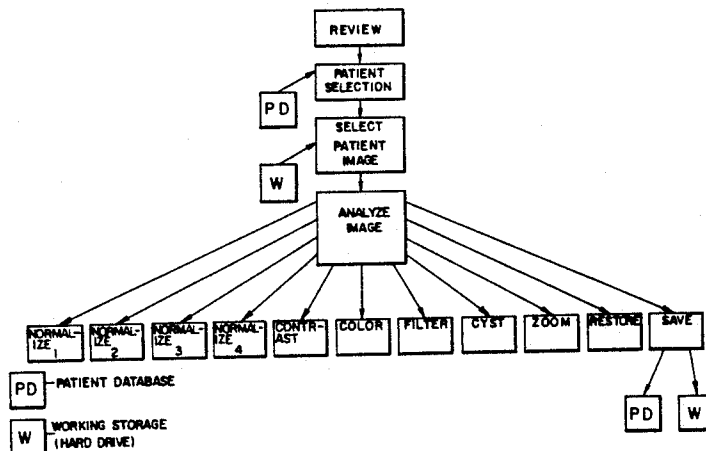 REVIEW
PATIENT
SELECTION
PD
SELECT
PATIENT
IMAGE
W
ANALYZE
IMAGE
NORMAL-
IZE
1
NORMAL-
IZE
2
NORMAL-
IZE
3
NORMAL-
IZE
4
CONTR-
AST
COLOR
FILTER
CYST
ZOOM
RESTORE
SAVE
PD
PATIENT DATABASE
PD
W
W
WORKING STORAGE
(HARD DRIVE)